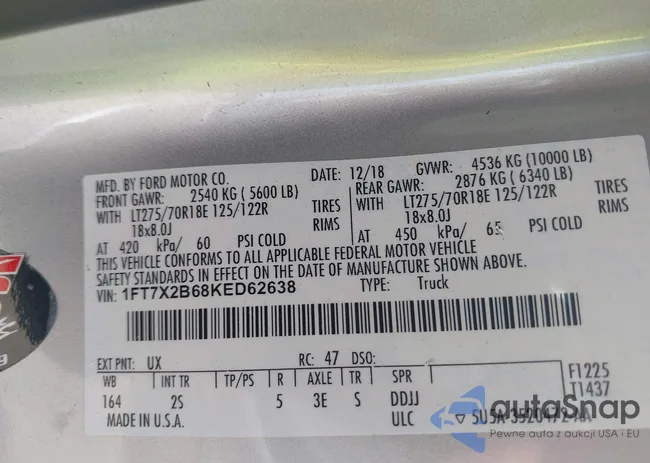 MFD. BY FORD MOTOR CO. DATE: 12/18 GVWR: 4536 KG (10000 LB)
FRONT GAWR: 2540 KG (5600 LB) REAR GAWR: 2876 KG (6340 LB)
WITH LT275/70R18E 125/122R TIRES WITH LT275/70R18E 125/122R TIRES
18x8.0J RIMS 18x8.0J RIMS
AT 420 kPa/ 60 PSI COLD AT 450 kPa/ 65 PSI COLD
THIS VEHICLE CONFORMS TO ALL APPLICABLE FEDERAL MOTOR VEHICLE
SAFETY STANDARDS IN EFFECT ON THE DATE OF MANUFACTURE SHOWN ABOVE.
VIN: 1FT7X2B68KED62638 TYPE: Truck
EXT PNT: UX RC: 47 DSO:
WB INT TR TP/PS R AXLE TR SPR
164 2S 5 3E S DDJJ
F1225
T1437
MADE IN U.S.A. ULC 5U5A-3520472-AA
autoSnap
Pewne auta z aukcji USA i EU